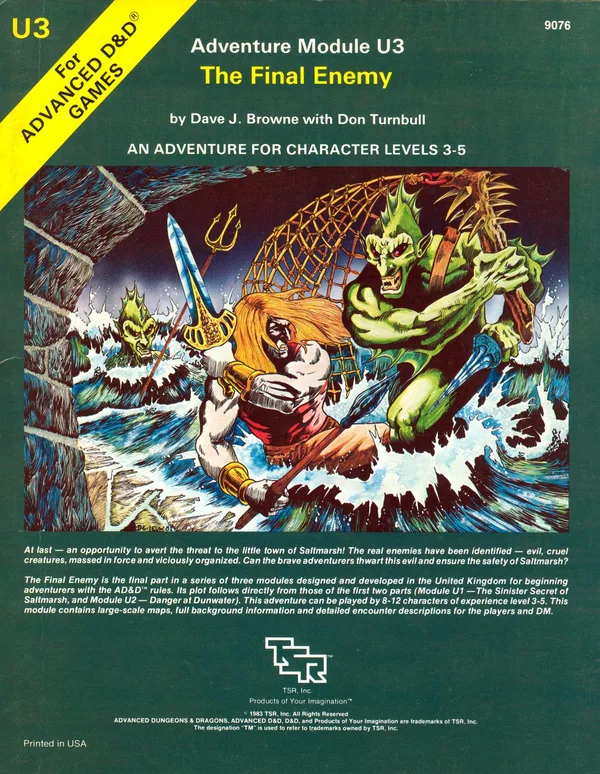 U3
For
ADVANCED D&D®
GAMES
9076
Adventure Module U3
The Final Enemy
by Dave J. Browne with Don Turnbull
AN ADVENTURE FOR CHARACTER LEVELS 3-5
At last — an opportunity to avert the threat to the little town of Saltmarsh! The real enemies have been identified — evil, cruel
creatures, massed in force and viciously organized. Can the brave adventurers thwart this evil and ensure the safety of Saltmarsh?
The Final Enemy is the final part in a series of three modules designed and developed in the United Kingdom for beginning
adventurers with the AD&D™ rules. Its plot follows directly from those of the first two parts (Module U1 —The Sinister Secret of
Saltmarsh, and Module U2 — Danger at Dunwater). This adventure can be played by 8-12 characters of experience level 3-5. This
module contains large-scale maps, full background information and detailed encounter descriptions for the players and DM.
TSR™
TSR, Inc.
Products of Your Imagination™
© 1983 TSR, Inc. All Rights Reserved
ADVANCED DUNGEONS & DRAGONS, ADVANCED D&D, D&D, and Products of Your Imagination are trademarks of TSR, Inc.
The designation "TM" is used to refer to trademarks owned by TSR, Inc.
Printed in USA